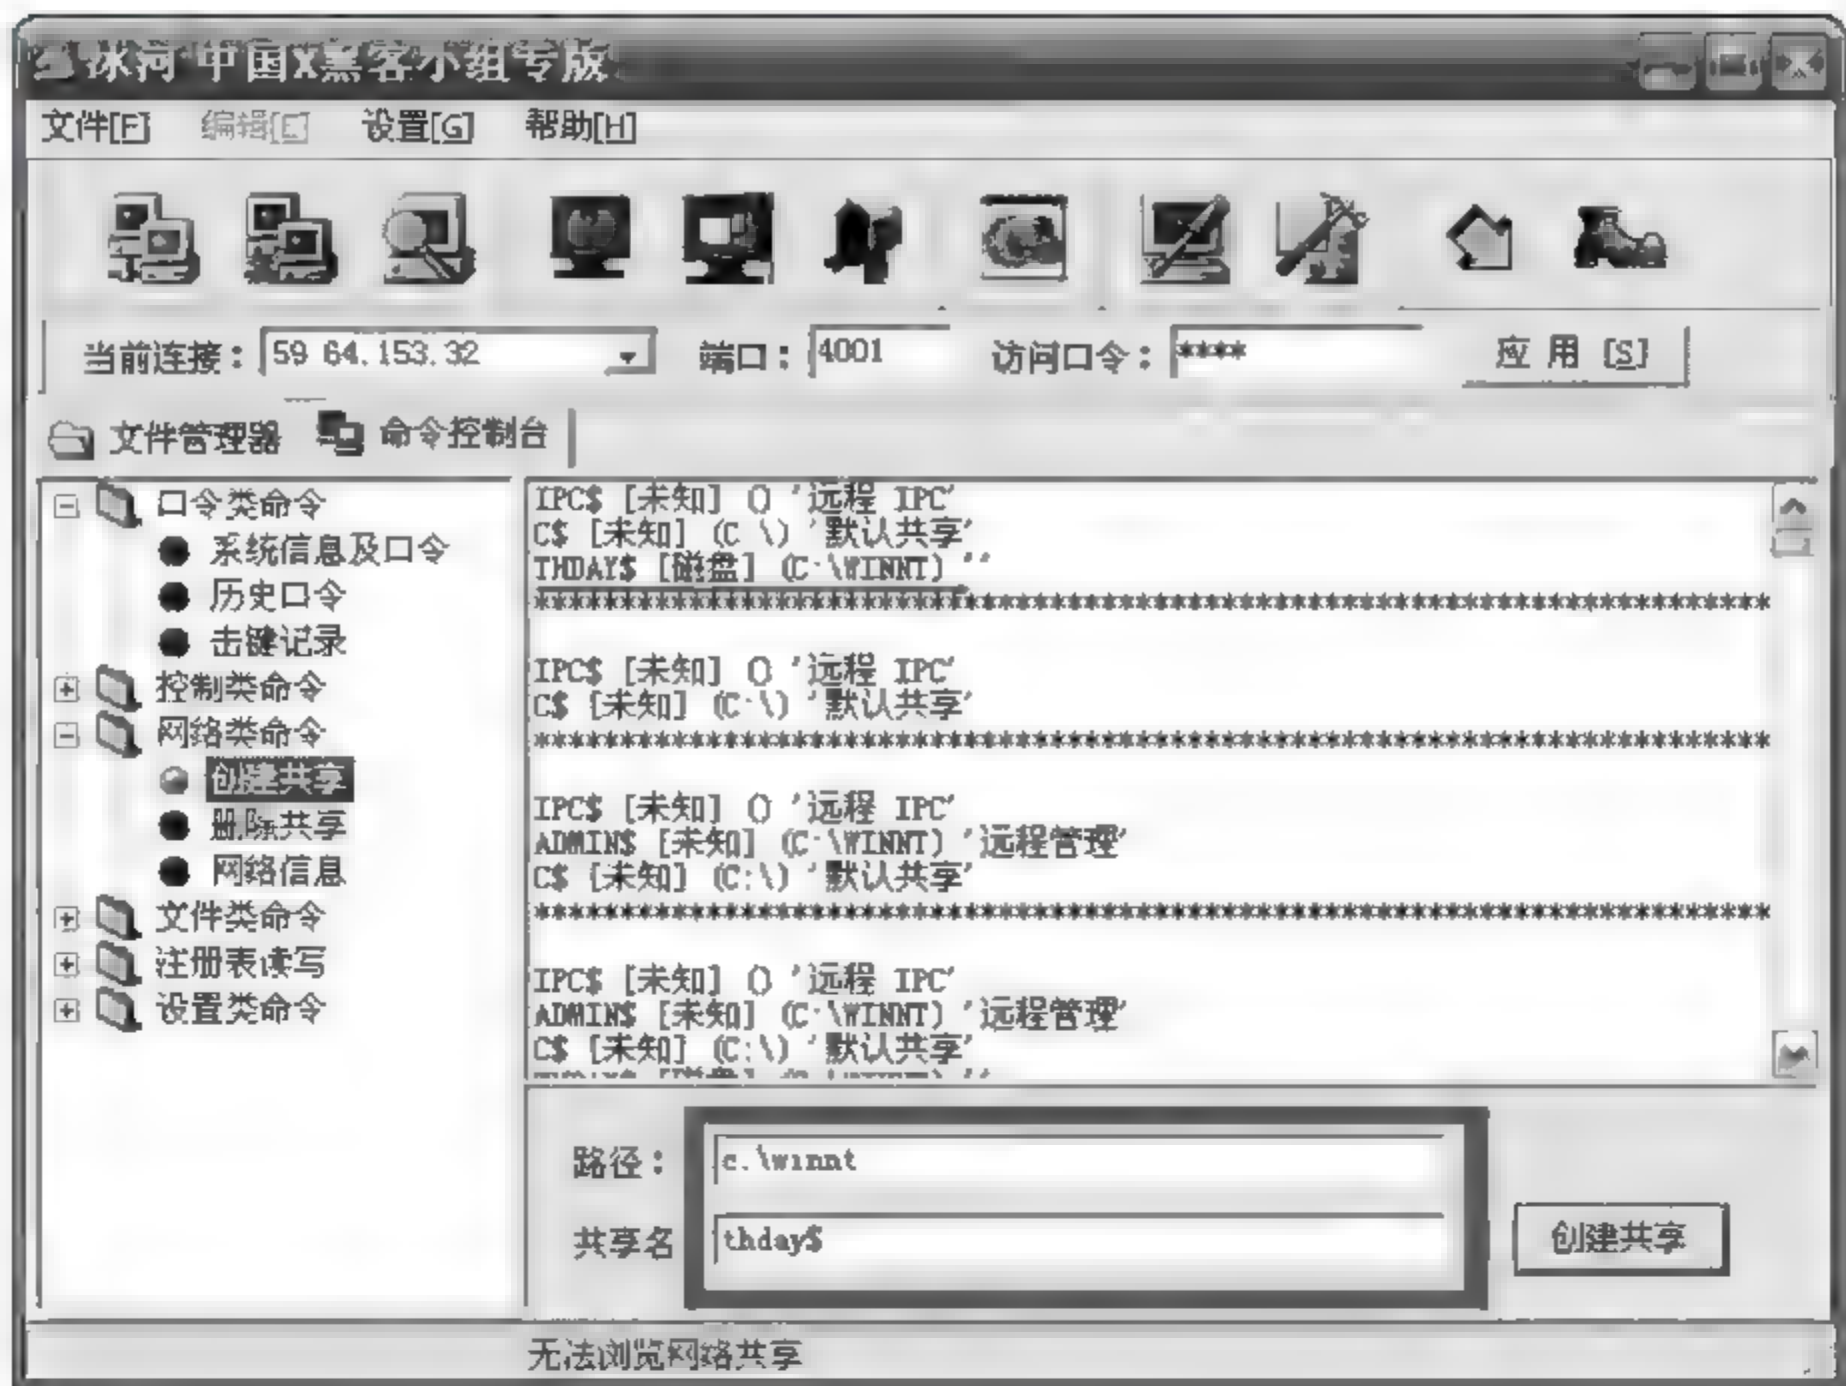 冰河 中国X黑客小组专版
文件[F] 编辑[E] 设置[G] 帮助[H]
当前连接： 59 64.153.32 端口： 4001 访问口令： **** 应 用 [S]
文件管理器 命令控制台
口令类命令
系统信息及口令
历史口令
击键记录
控制类命令
网络类命令
创建共享
删除共享
网络信息
文件类命令
注册表读写
设置类命令
IPC$ [未知] () '远程 IPC'
C$ [未知] (C \) '默认共享'
THDAY$ [磁盘] (C:\WINNT) ''
************************************************************************
IPC$ [未知] () '远程 IPC'
C$ [未知] (C:\) '默认共享'
************************************************************************
IPC$ [未知] () '远程 IPC'
ADMIN$ [未知] (C:\WINNT) '远程管理'
C$ [未知] (C:\) '默认共享'
************************************************************************
IPC$ [未知] () '远程 IPC'
ADMIN$ [未知] (C:\WINNT) '远程管理'
C$ [未知] (C:\) '默认共享'
路径： c:\winnt
共享名 thday$
创建共享
无法浏览网络共享